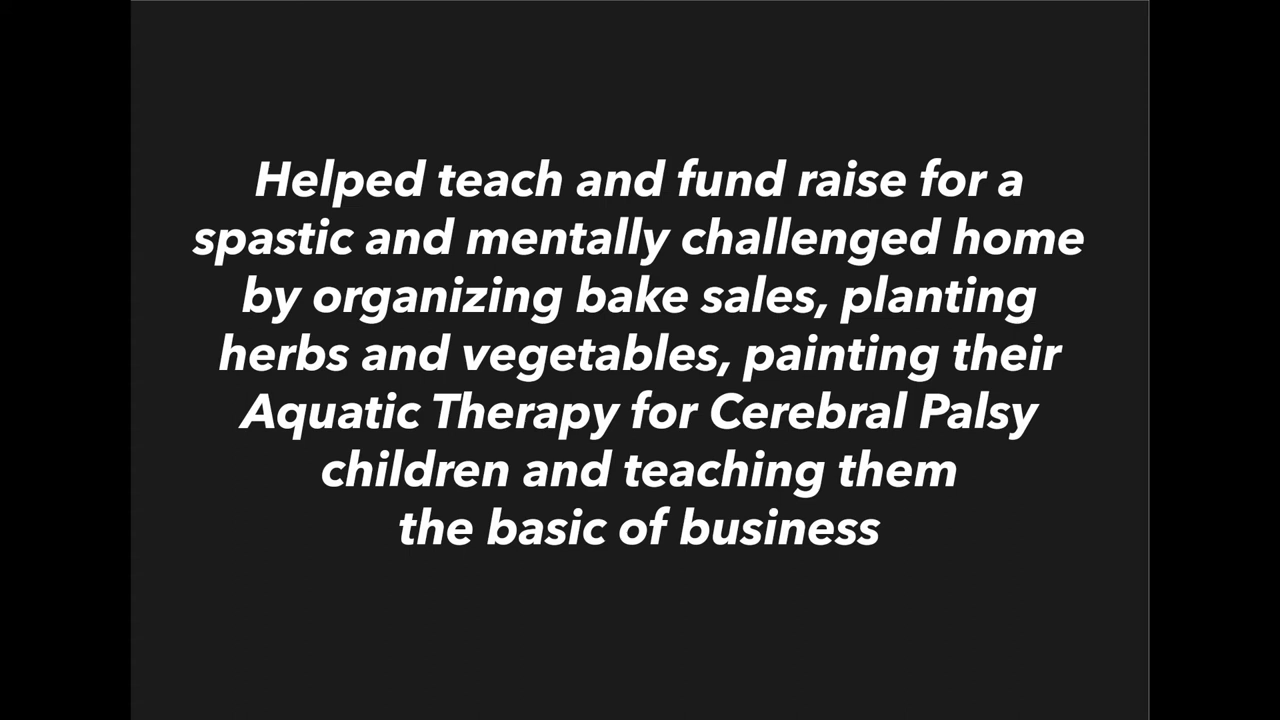 Helped teach and fund raise for a
spastic and mentally challenged home
by organizing bake sales, planting
herbs and vegetables, painting their
Aquatic Therapy for Cerebral Palsy
children and teaching them
the basic of business